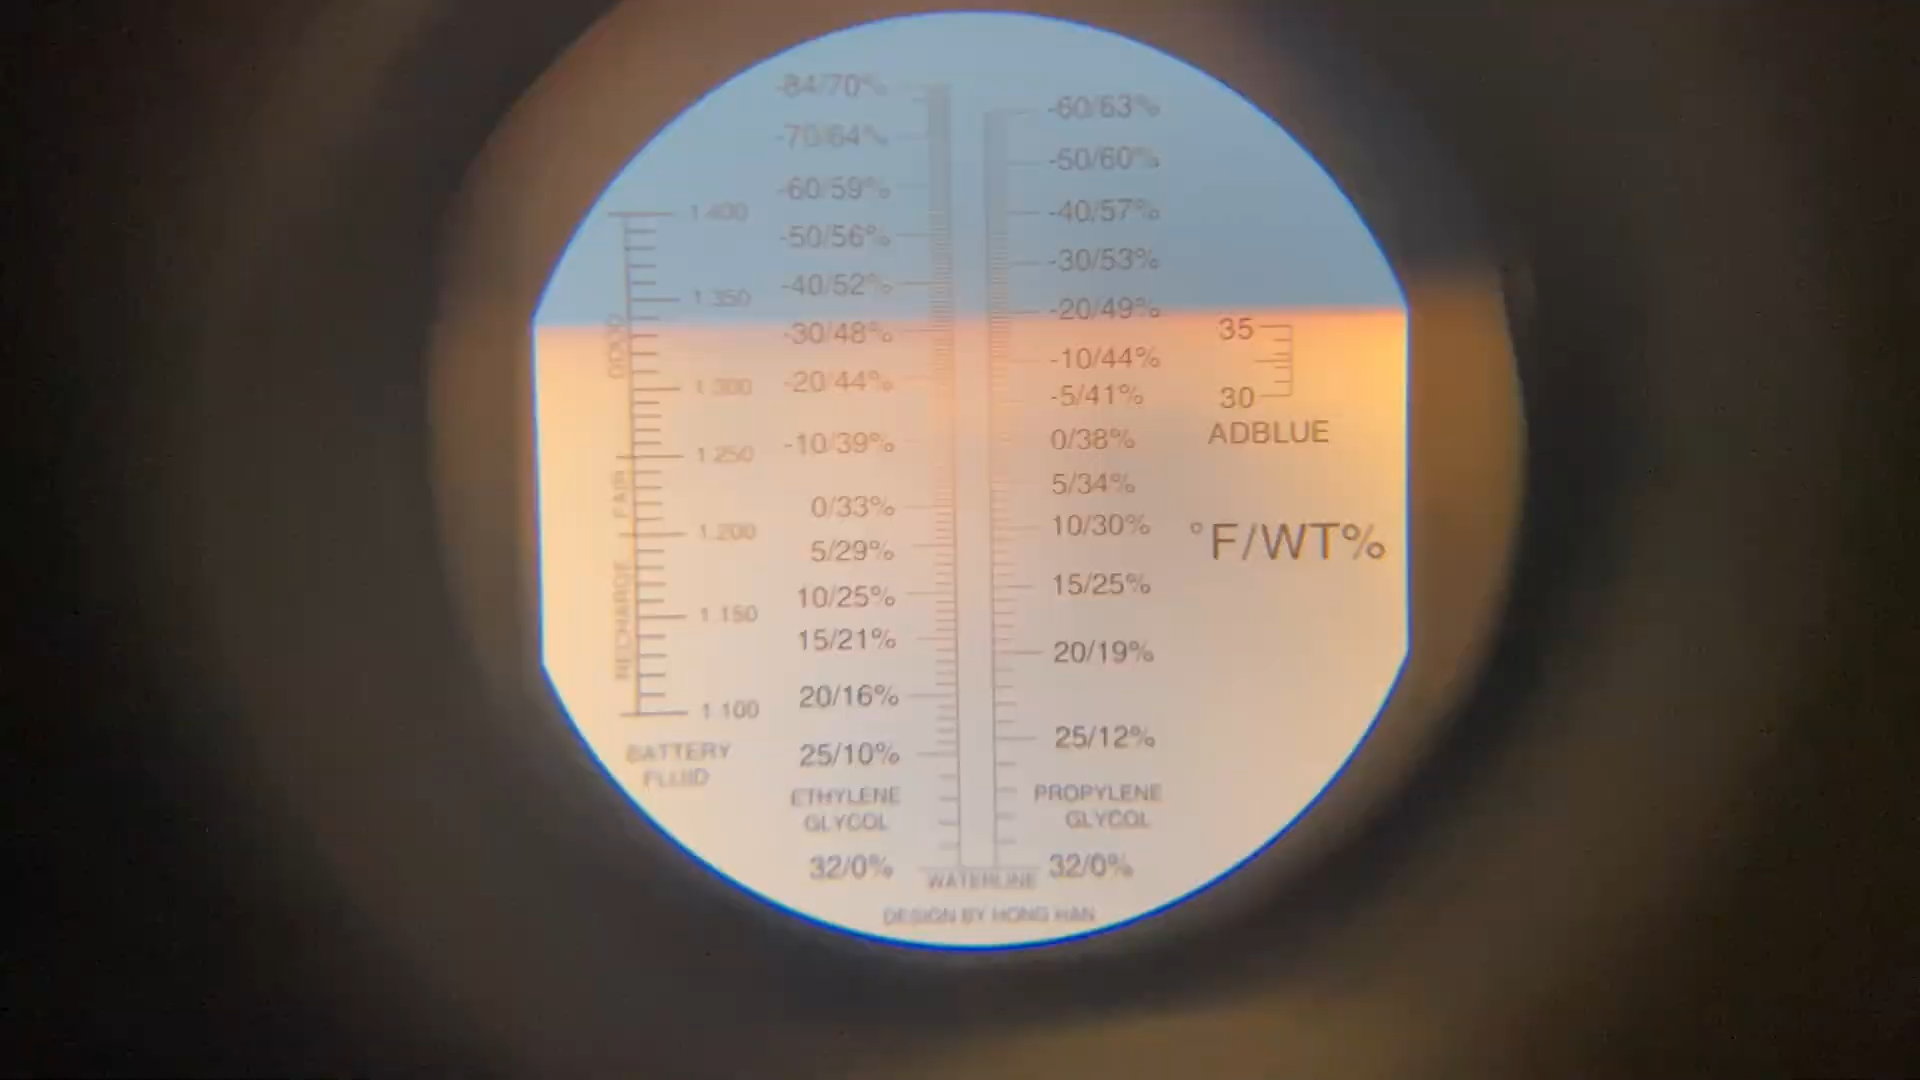 -84/70%
-70/64%
-60/59%
-50/56%
-40/52%
-30/48%
-20/44%
-10/39%
0/33%
5/29%
10/25%
15/21%
20/16%
25/10%
ETHYLENE
GLYCOL
32/0%
-60/63%
-50/60%
-40/57%
-30/53%
-20/49%
-10/44%
-5/41%
0/38%
5/34%
10/30%
15/25%
20/19%
25/12%
PROPYLENE
GLYCOL
32/0%
WATERLINE
DESIGN BY HONG HAN
1.400
1.350
1.300
1.250
1.200
1.150
1.100
GOOD
FAIR
RECHARGE
BATTERY
FLUID
35
30
ADBLUE
°F/WT%